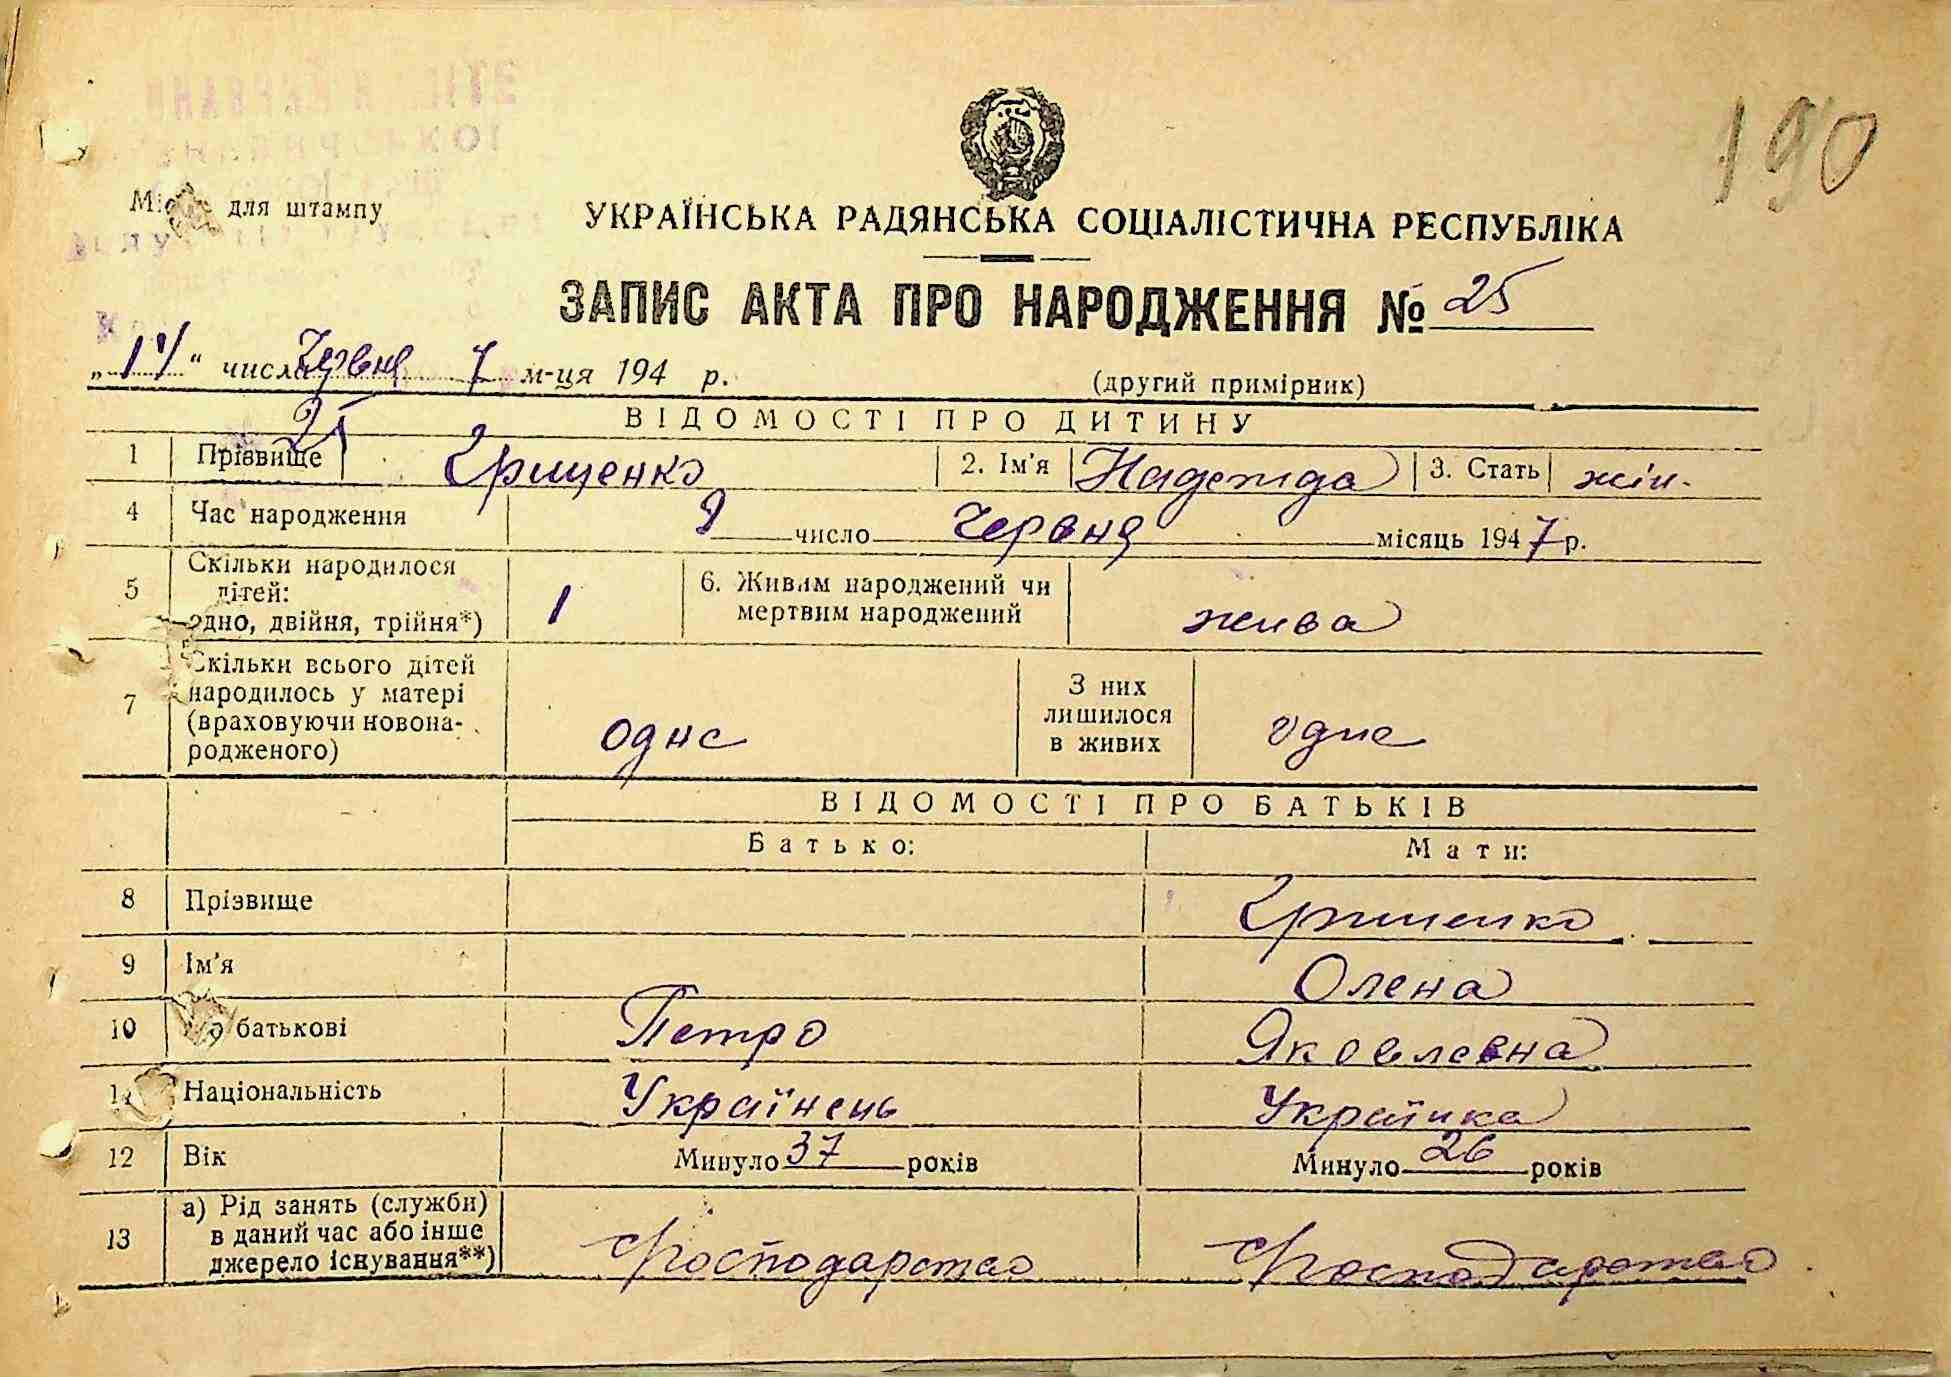 190
Місце для штампу
УКРАЇНСЬКА РАДЯНСЬКА СОЦІАЛІСТИЧНА РЕСПУБЛІКА
ЗАПИС АКТА ПРО НАРОДЖЕННЯ № 25
„14“ числа Червня 7 м-ця 194 р.
(другий примірник)
ВІДОМОСТІ ПРО ДИТИНУ
25
1 Прізвище Грищенко 2. Ім'я Надежда 3. Стать жін.
4 Час народження 9 число Червня місяць 1947 р.
5 Скільки народилося дітей: одно, двійня, трійня*) 1 6. Живим народжений чи мертвим народжений жива
7 Скільки всього дітей народилось у матері (враховуючи новонародженого) одне З них лишилося в живих одне
ВІДОМОСТІ ПРО БАТЬКІВ
Батько: Мати:
8 Прізвище Грищенко
9 Ім'я Олена
10 По батькові Петро Яковлевна
11 Національність Українець Українка
12 Вік Минуло 37 років Минуло 26 років
13 а) Рід занять (служби) в даний час або інше джерело існування**) Господарство Господарство